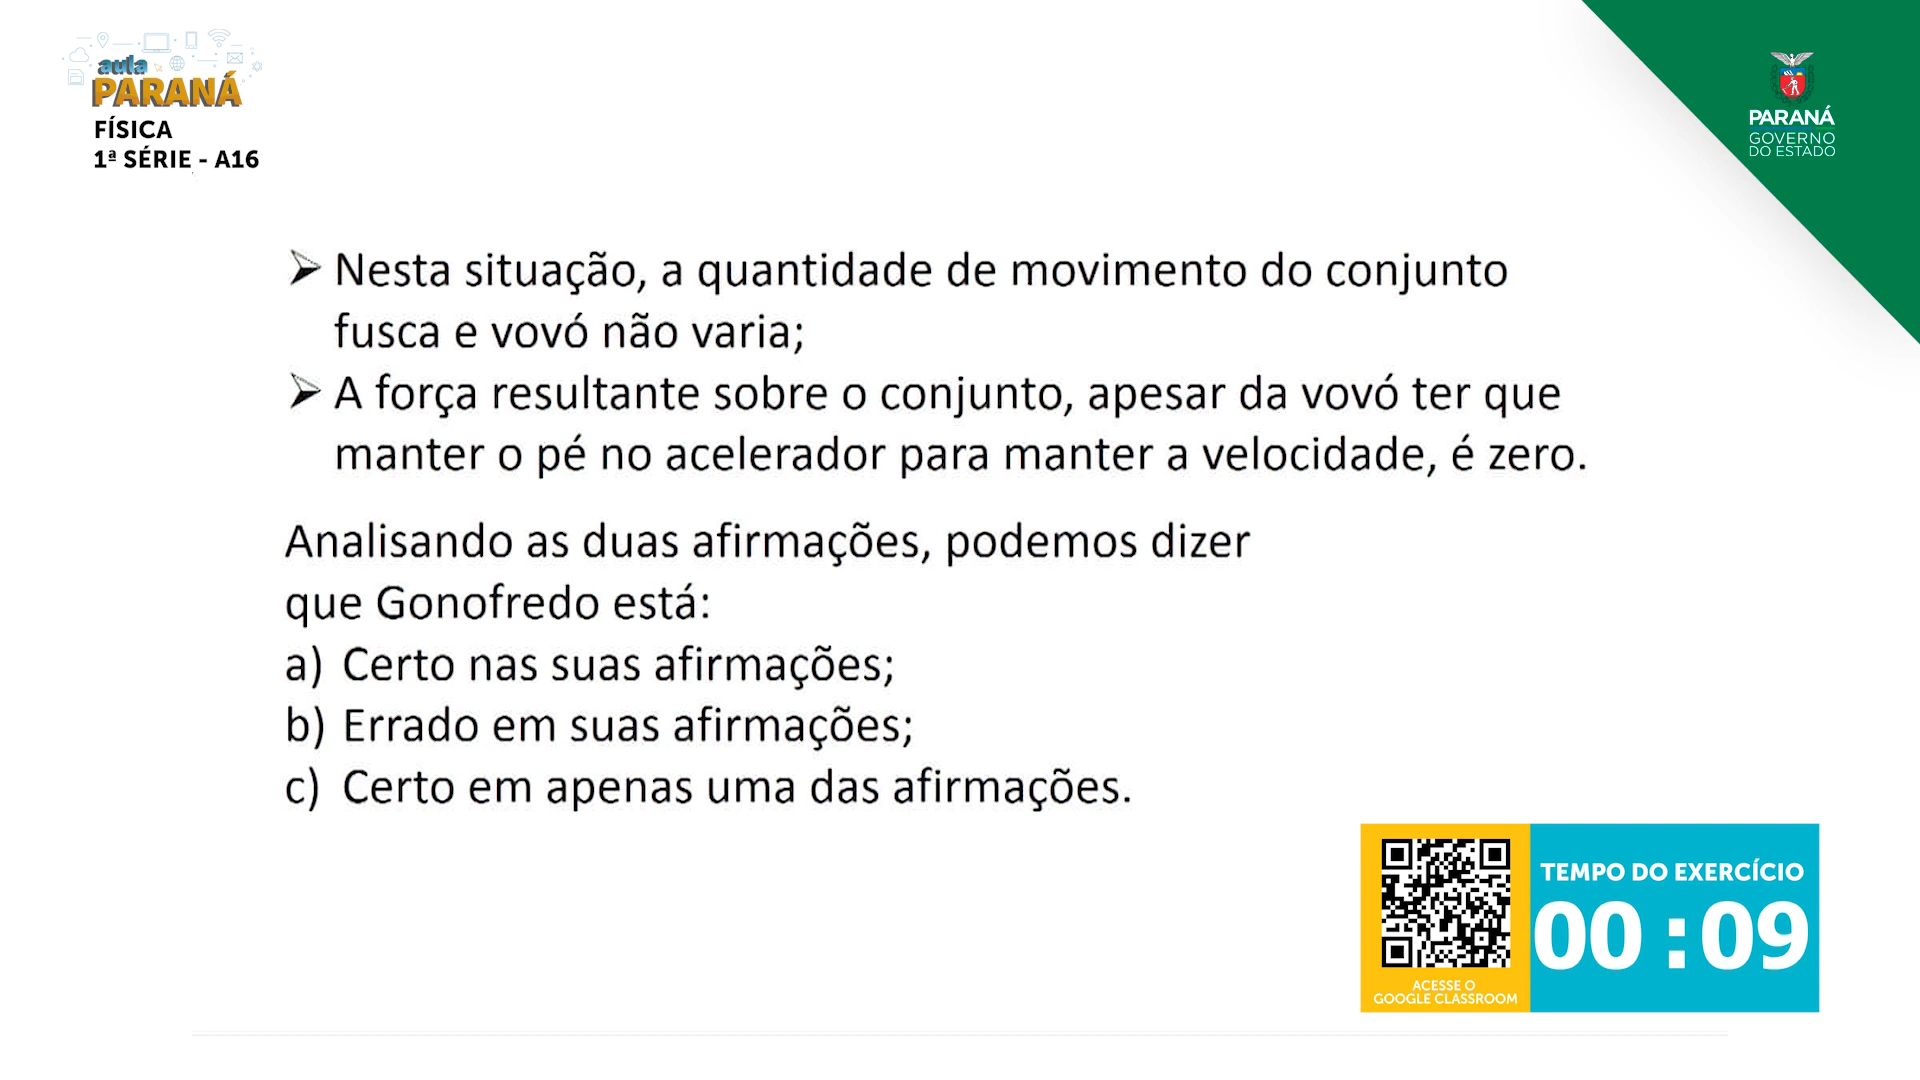 aula
PARANÁ
FÍSICA
1ª SÉRIE - A16
PARANÁ
GOVERNO
DO ESTADO
➢ Nesta situação, a quantidade de movimento do conjunto
fusca e vovó não varia;
➢ A força resultante sobre o conjunto, apesar da vovó ter que
manter o pé no acelerador para manter a velocidade, é zero.
Analisando as duas afirmações, podemos dizer
que Gonofredo está:
a) Certo nas suas afirmações;
b) Errado em suas afirmações;
c) Certo em apenas uma das afirmações.
TEMPO DO EXERCÍCIO
00:09
ACESSE O
GOOGLE CLASSROOM